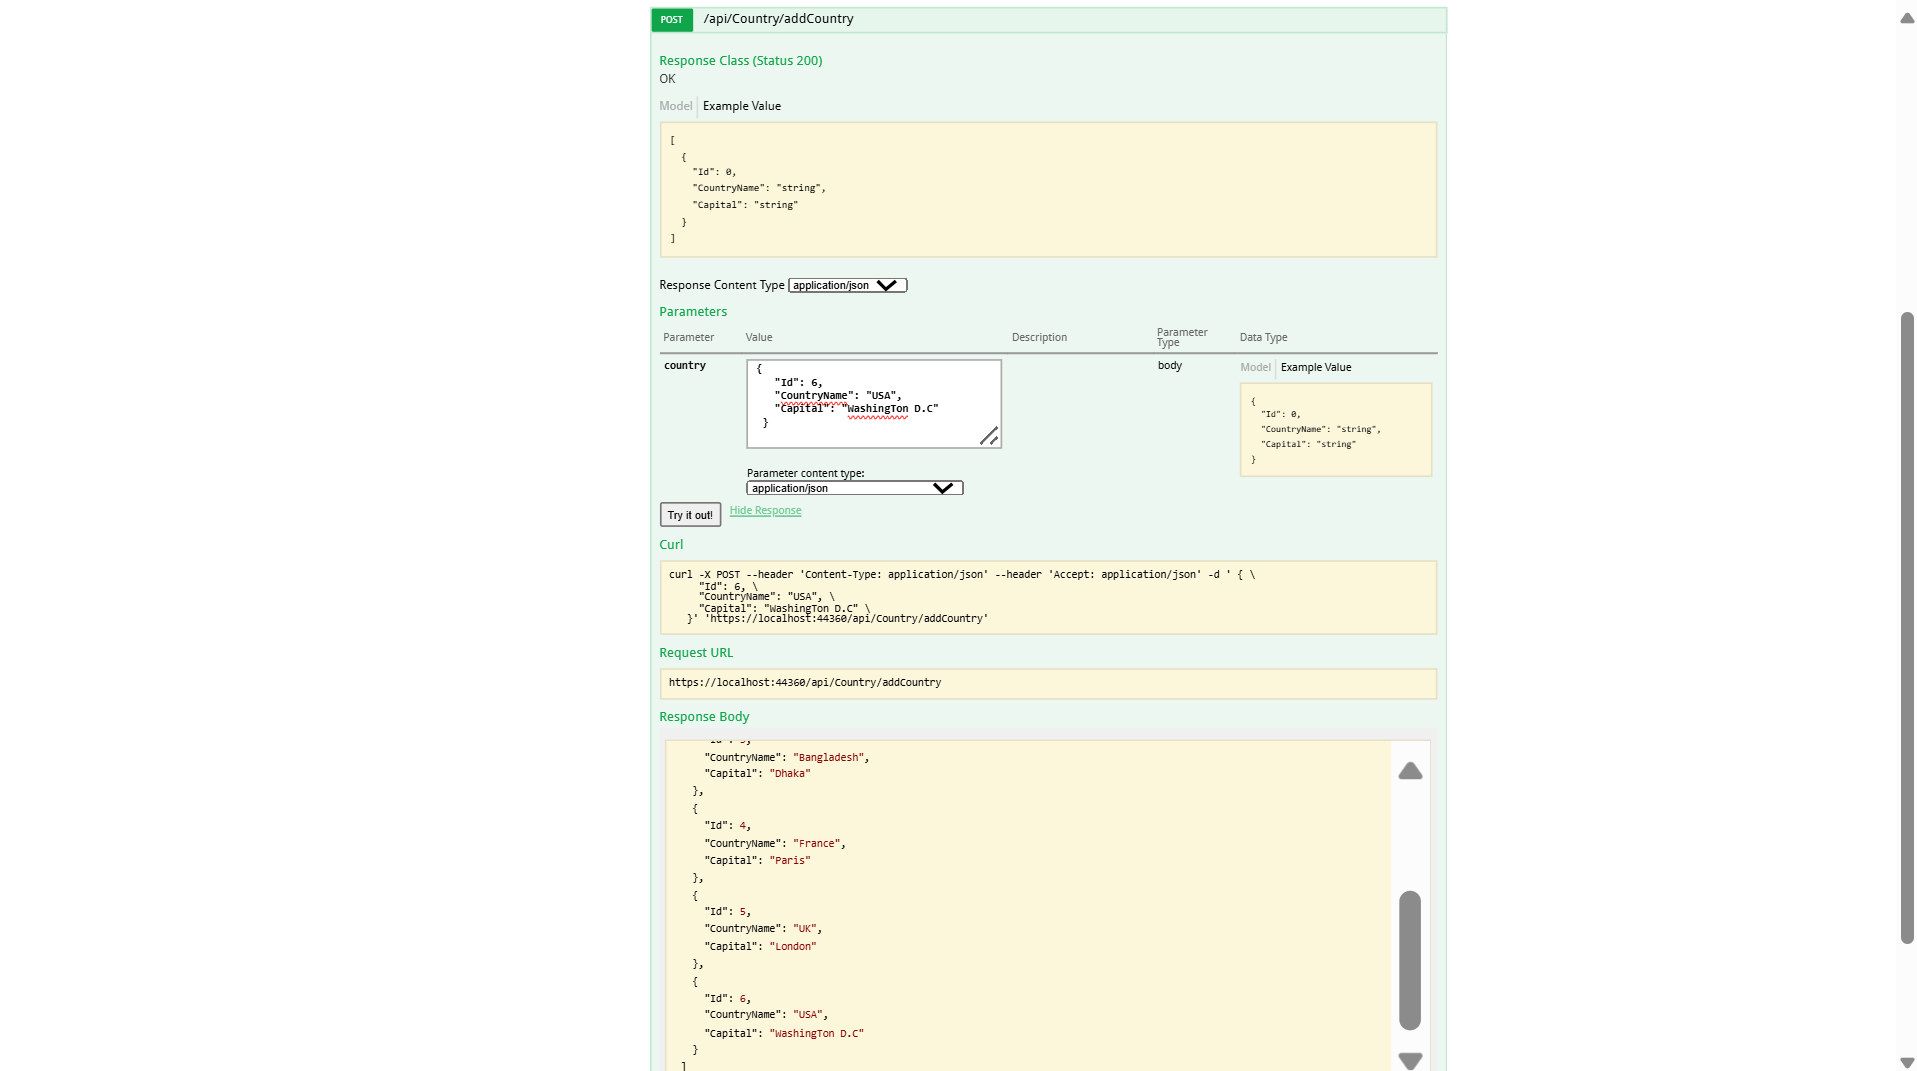 POST /api/Country/addCountry
Response Class (Status 200)
OK
Model Example Value
[
{
"Id": 0,
"CountryName": "string",
"Capital": "string"
}
]
Response Content Type application/json
Parameters
Parameter Value Description Parameter Type Data Type
country
{
"Id": 6,
"CountryName": "USA",
"Capital": "WashingTon D.C"
}
body
Model Example Value
{
"Id": 0,
"CountryName": "string",
"Capital": "string"
}
Parameter content type:
application/json
Try it out! Hide Response
Curl
curl -X POST --header 'Content-Type: application/json' --header 'Accept: application/json' -d ' { \
"Id": 6, \
"CountryName": "USA", \
"Capital": "WashingTon D.C" \
}' 'https://localhost:44360/api/Country/addCountry'
Request URL
https://localhost:44360/api/Country/addCountry
Response Body
"CountryName": "Bangladesh",
"Capital": "Dhaka"
},
{
"Id": 4,
"CountryName": "France",
"Capital": "Paris"
},
{
"Id": 5,
"CountryName": "UK",
"Capital": "London"
},
{
"Id": 6,
"CountryName": "USA",
"Capital": "WashingTon D.C"
}
]